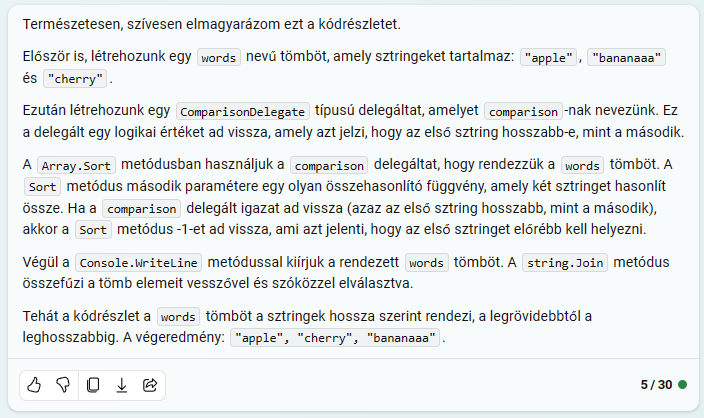 Természetesen, szívesen elmagyarázom ezt a kódrészletet.
Először is, létrehozunk egy words nevű tömböt, amely sztringeket tartalmaz: "apple", "bananaaa"
és "cherry".
Ezután létrehozunk egy ComparisonDelegate típusú delegáltat, amelyet comparison-nak nevezünk. Ez
a delegált egy logikai értéket ad vissza, amely azt jelzi, hogy az első sztring hosszabb-e, mint a második.
A Array.Sort metódusban használjuk a comparison delegáltat, hogy rendezzük a words tömböt. A
Sort metódus második paramétere egy olyan összehasonlító függvény, amely két sztringet hasonlít
össze. Ha a comparison delegált igazat ad vissza (azaz az első sztring hosszabb, mint a második),
akkor a Sort metódus -1-et ad vissza, ami azt jelenti, hogy az első sztringet előrébb kell helyezni.
Végül a Console.WriteLine metódussal kiírjuk a rendezett words tömböt. A string.Join metódus
összefűzi a tömb elemeit vesszővel és szóközzel elválasztva.
Tehát a kódrészlet a words tömböt a sztringek hossza szerint rendezi, a legrövidebbtől a
leghosszabbig. A végeredmény: "apple", "cherry", "bananaaa".
5 / 30